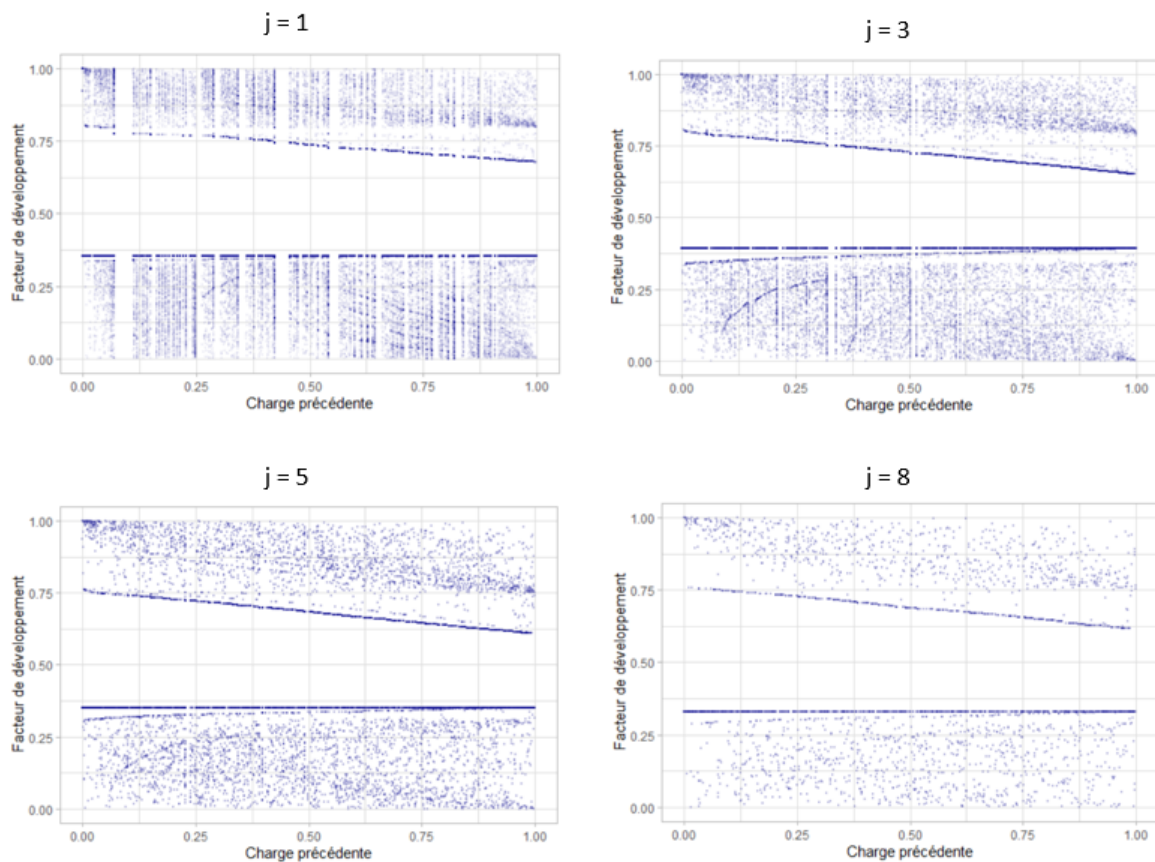 j = 1
1.00
0.75
0.50
0.25
0.00
Facteur de développement
0.00 0.25 0.50 0.75 1.00
Charge précédente
j = 3
1.00
0.75
0.50
0.25
0.00
Facteur de développement
0.00 0.25 0.50 0.75 1.00
Charge précédente
j = 5
1.00
0.75
0.50
0.25
0.00
Facteur de développement
0.00 0.25 0.50 0.75 1.00
Charge précédente
j = 8
1.00
0.75
0.50
0.25
0.00
Facteur de développement
0.00 0.25 0.50 0.75 1.00
Charge précédente